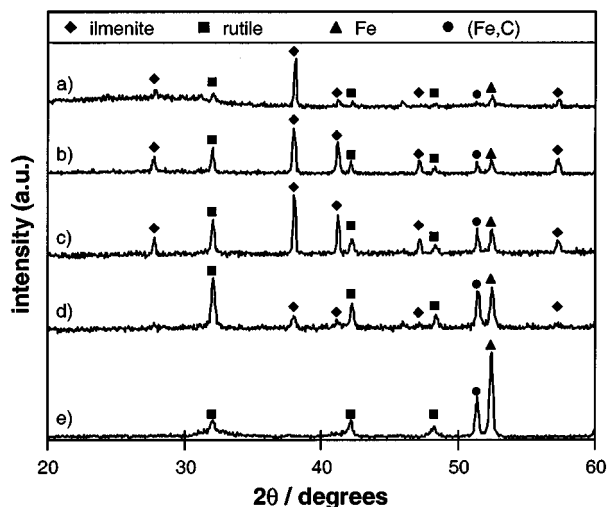 ilmenite rutile Fe (Fe,C)
a)
b)
c)
d)
e)
intensity (a.u.)
20 30 40 50 60
2θ / degrees